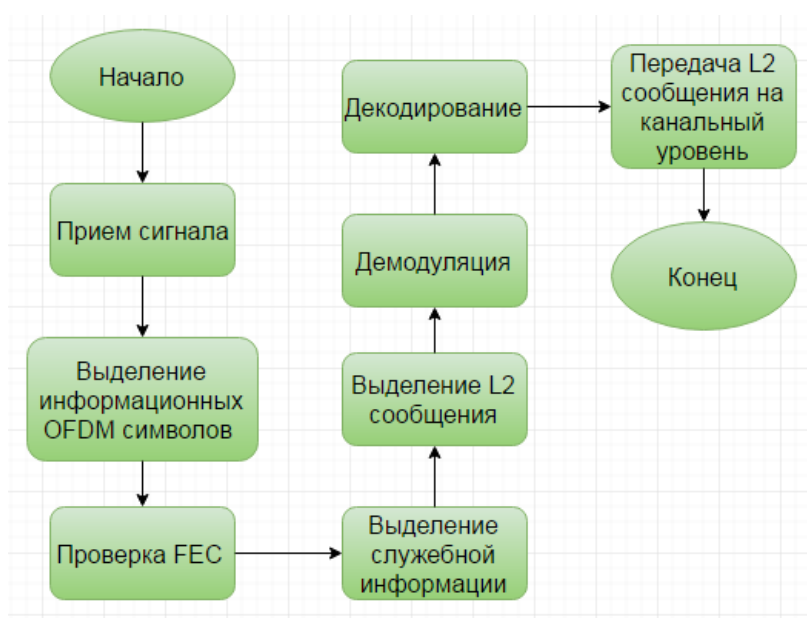 Начало
Прием сигнала
Выделение
информационных
OFDM символов
Проверка FEC
Выделение
служебной
информации
Выделение L2
сообщения
Демодуляция
Декодирование
Передача L2
сообщения на
канальный
уровень
Конец